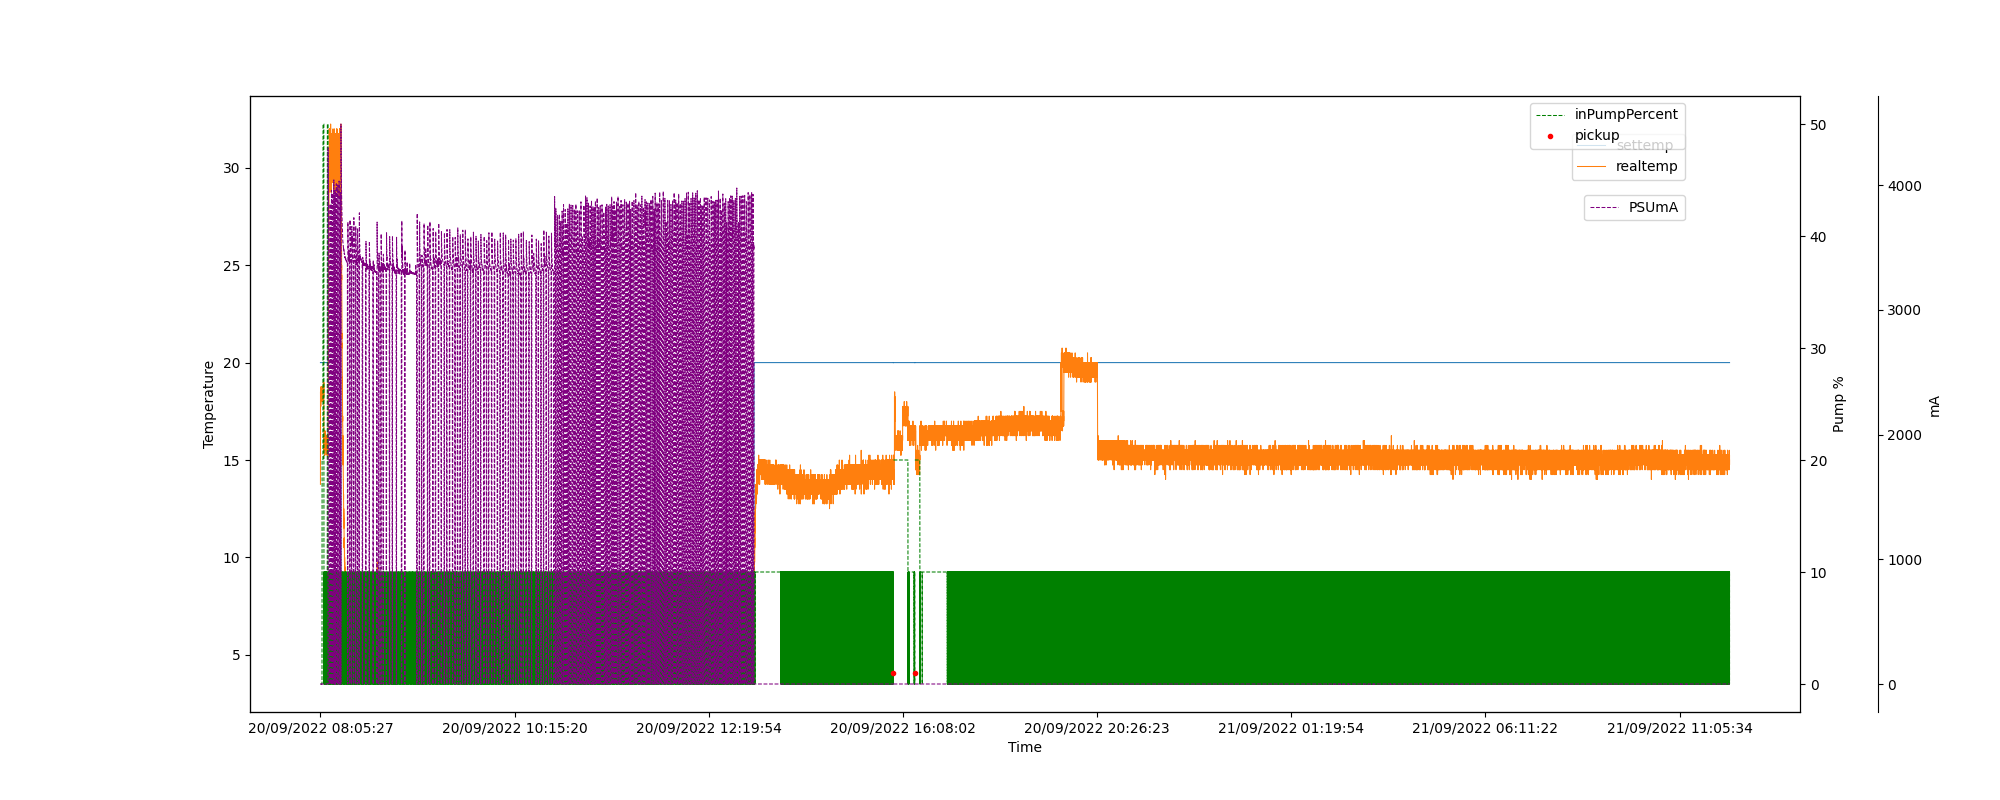 inPumpPercent
pickup
settemp
realtemp
PSUmA
30
25
20
15
10
5
Temperature
50
40
30
20
10
0
Pump %
4000
3000
2000
1000
0
mA
20/09/2022 08:05:27
20/09/2022 10:15:20
20/09/2022 12:19:54
20/09/2022 16:08:02
20/09/2022 20:26:23
21/09/2022 01:19:54
21/09/2022 06:11:22
21/09/2022 11:05:34
Time